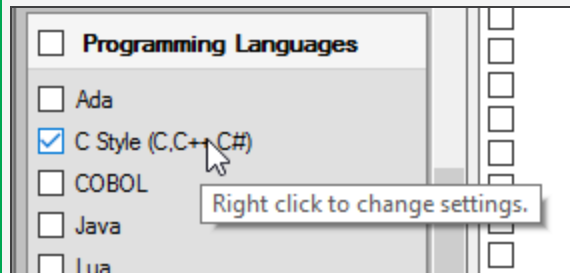 Programming Languages
Ada
C Style (C,C++,C#)
COBOL
Right click to change settings.
Java
Lua